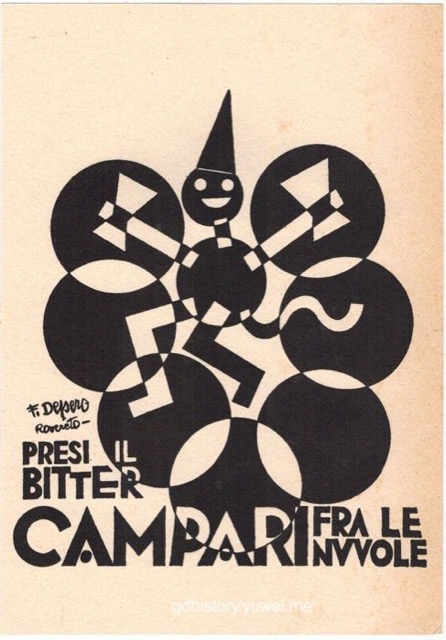 F. Depero
Rovereto-
PRESI IL
BITTER
CAMPARI
FRA LE
NVVOLE
gdhistory.yuwei.me